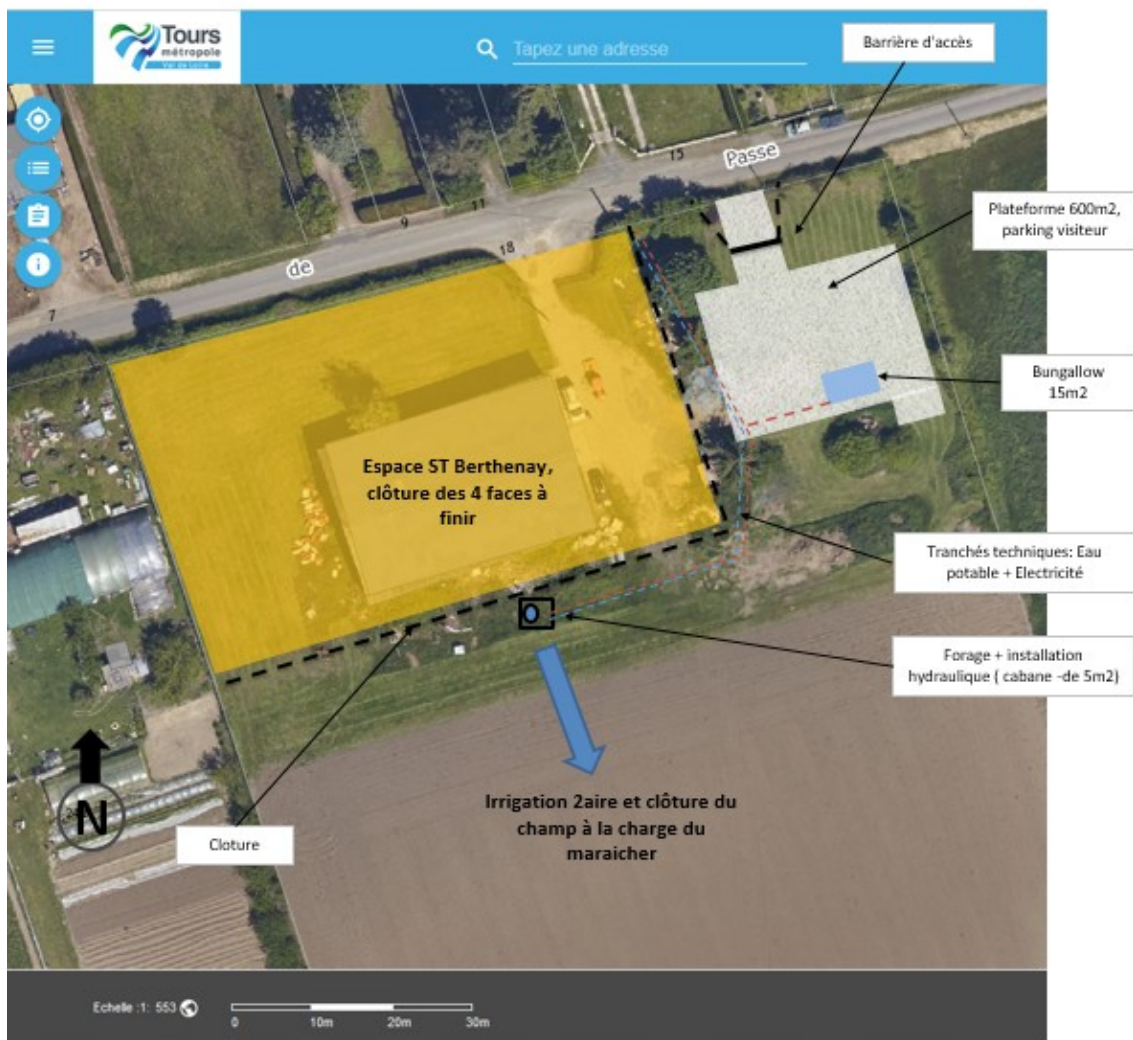 Tours
métropole
Val de Loire
Tapez une adresse
Barrière d'accès
15
Passe
9
11
18
de
7
Plateforme 600m2,
parking visiteur
Bungallow
15m2
Espace ST Berthenay,
clôture des 4 faces à
finir
Tranchés techniques: Eau
potable + Electricité
Forage + installation
hydraulique ( cabane -de 5m2)
Irrigation 2aire et clôture du
champ à la charge du
maraicher
N
Cloture
Echelle :1: 553
0
10m
20m
30m